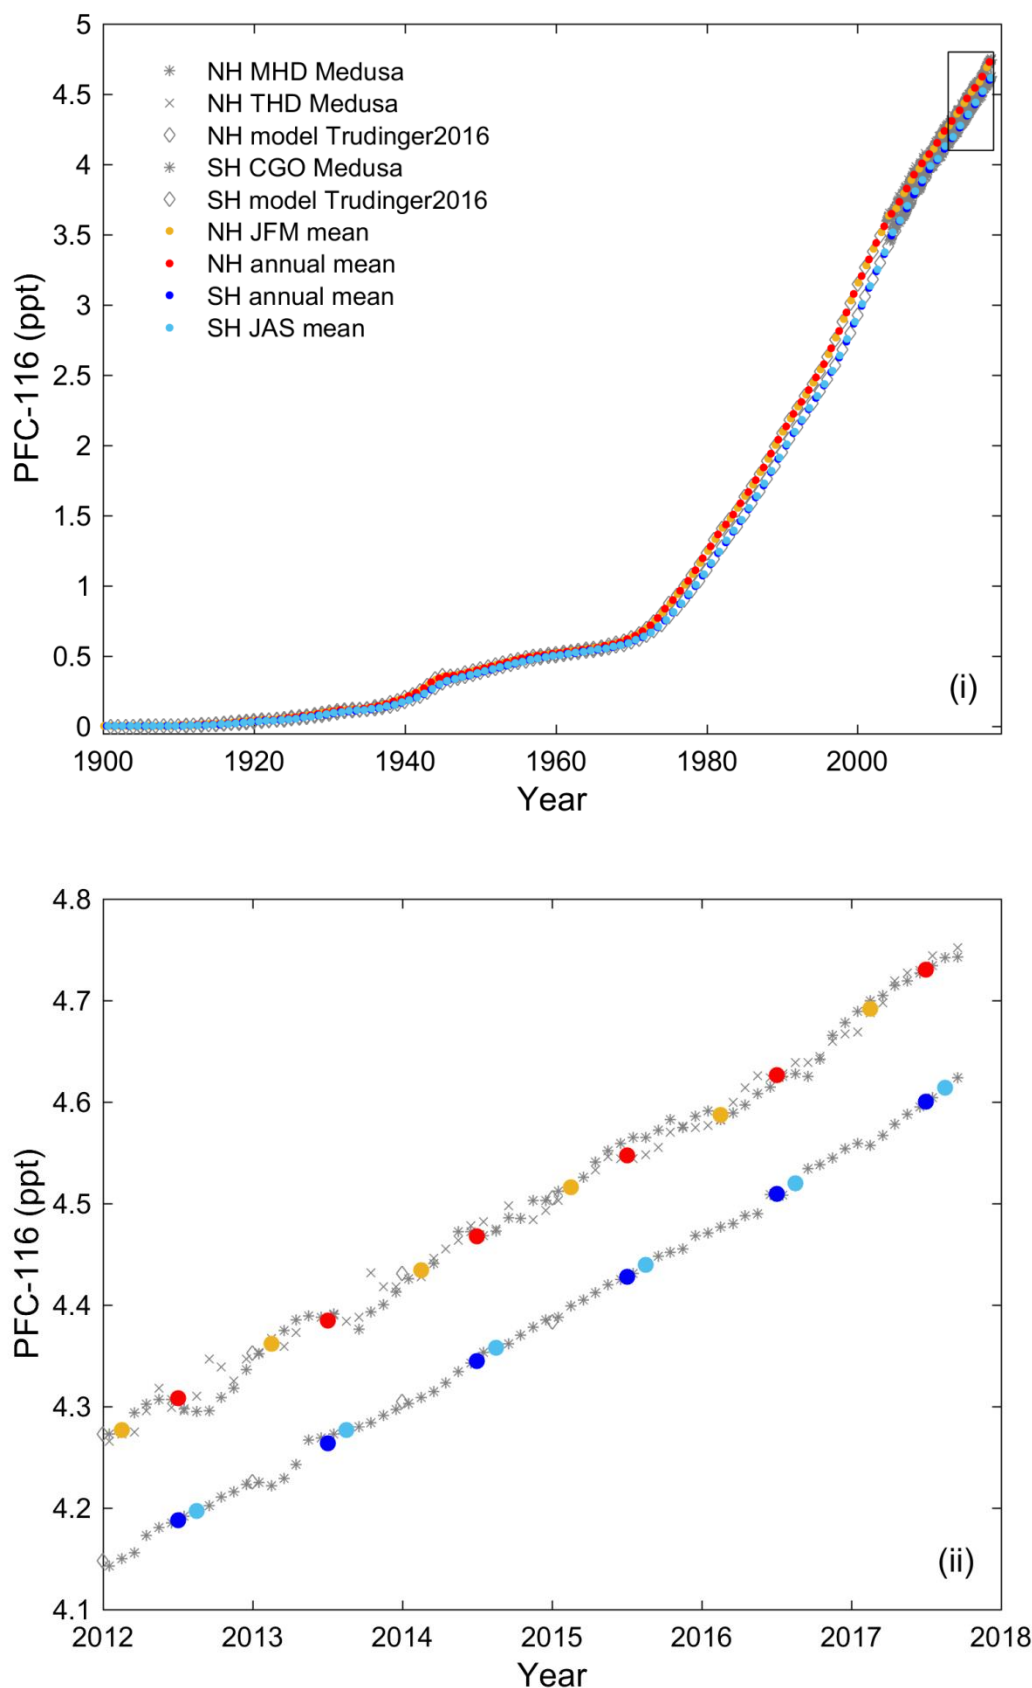 5
4.5
4
3.5
3
2.5
2
1.5
1
0.5
0
PFC-116 (ppt)
NH MHD Medusa
NH THD Medusa
NH model Trudinger2016
SH CGO Medusa
SH model Trudinger2016
NH JFM mean
NH annual mean
SH annual mean
SH JAS mean
(i)
1900 1920 1940 1960 1980 2000
Year
4.8
4.7
4.6
4.5
4.4
4.3
4.2
4.1
PFC-116 (ppt)
(ii)
2012 2013 2014 2015 2016 2017 2018
Year